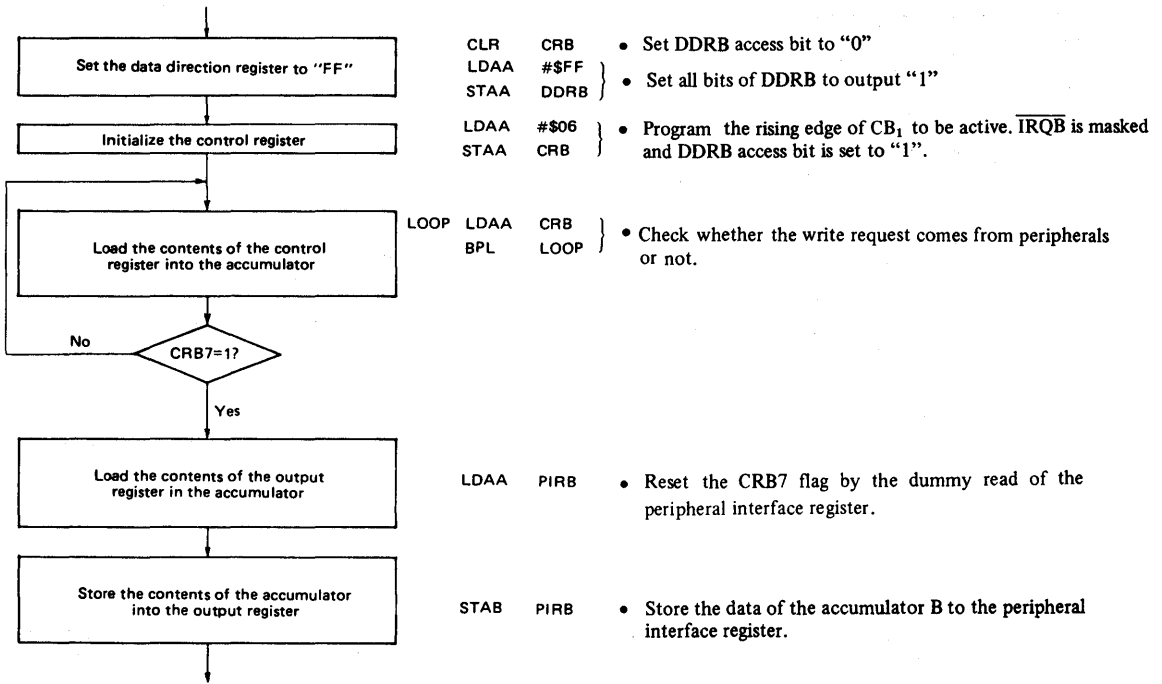 Set the data direction register to "FF"
CLR CRB • Set DDRB access bit to “0”
LDAA #$FF
STAA DDRB } • Set all bits of DDRB to output “1”
Initialize the control register
LDAA #$06 } • Program the rising edge of CB₁ to be active. I̅R̅Q̅B̅ is masked
STAA CRB and DDRB access bit is set to “1”.
Load the contents of the control
register into the accumulator
LOOP LDAA CRB } • Check whether the write request comes from peripherals
BPL LOOP or not.
No
CRB7=1?
Yes
Load the contents of the output
register in the accumulator
LDAA PIRB • Reset the CRB7 flag by the dummy read of the
peripheral interface register.
Store the contents of the accumulator
into the output register
STAB PIRB • Store the data of the accumulator B to the peripheral
interface register.